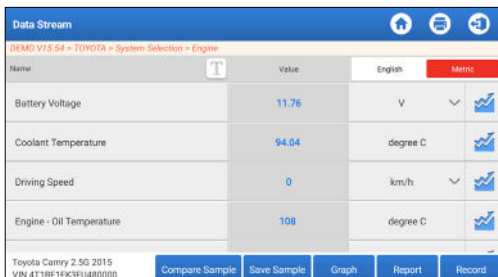 Data Stream
DEMO V15.54 > TOYOTA > System Selection > Engine
Name T Value English Metric
Battery Voltage 11.76 V
Coolant Temperature 94.04 degree C
Driving Speed 0 km/h
Engine - Oil Temperature 108 degree C
Toyota Camry 2.5G 2015
VIN 4T1BF1FK3FU480000
Compare Sample Save Sample Graph Report Record